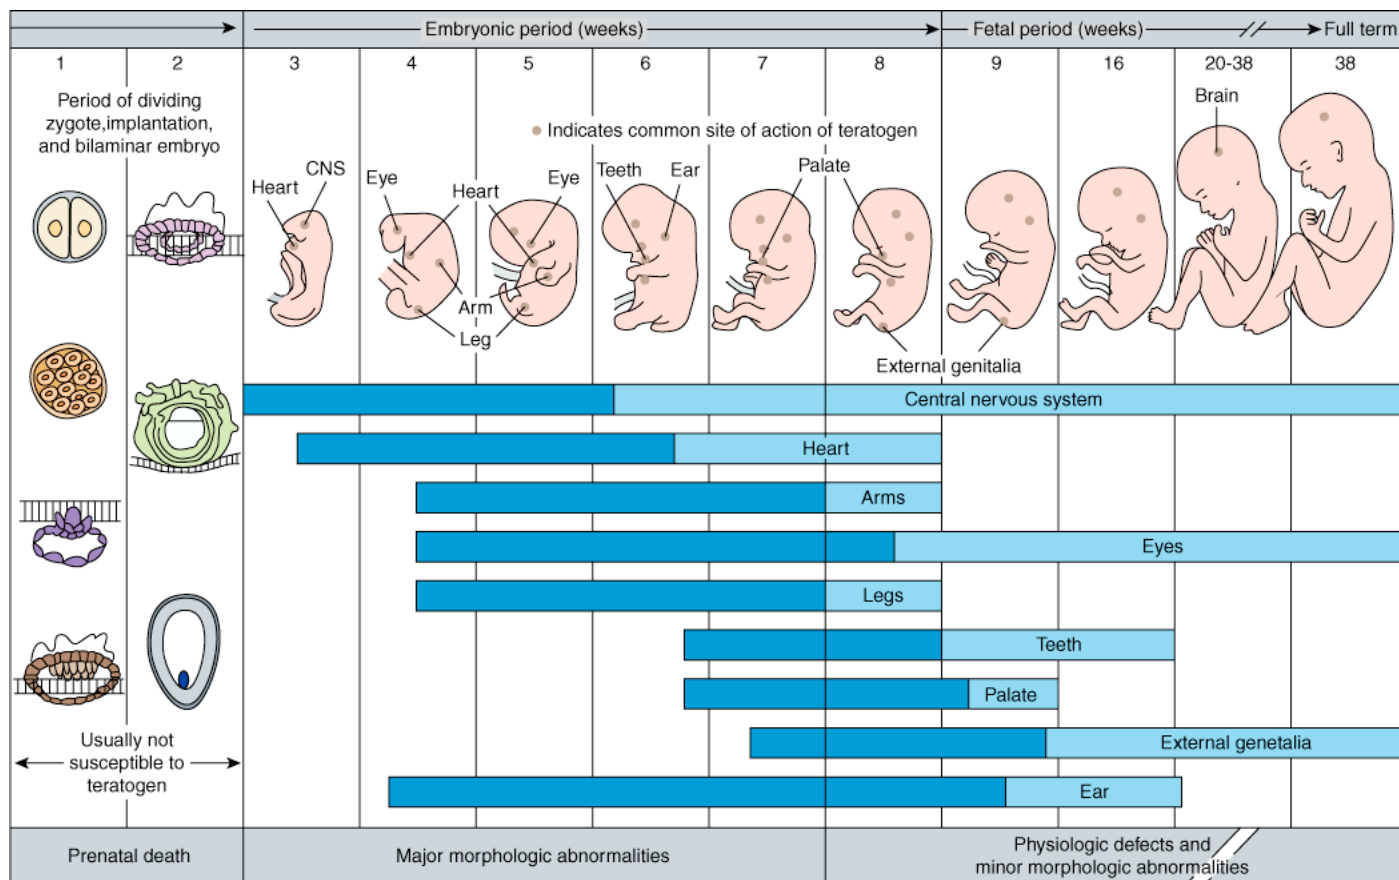 Embryonic period (weeks)
Fetal period (weeks)
Full term
1
2
3
4
5
6
7
8
9
16
20-38
38
Period of dividing
zygote,implantation,
and bilaminar embryo
Indicates common site of action of teratogen
Brain
CNS
Heart
Eye
Heart
Eye
Teeth
Ear
Palate
Arm
Leg
External genitalia
Central nervous system
Heart
Arms
Eyes
Legs
Teeth
Palate
External genetalia
Ear
Usually not
susceptible to
teratogen
Prenatal death
Major morphologic abnormalities
Physiologic defects and
minor morphologic abnormalities